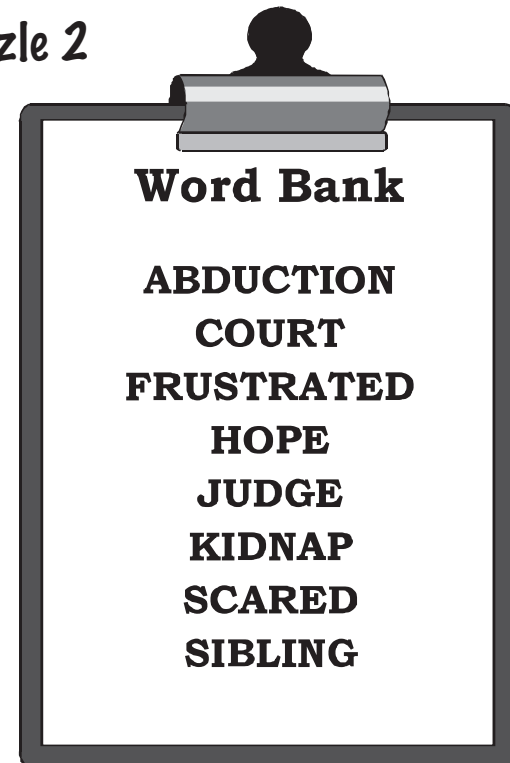 zle 2
Word Bank
ABDUCTION
COURT
FRUSTRATED
HOPE
JUDGE
KIDNAP
SCARED
SIBLING